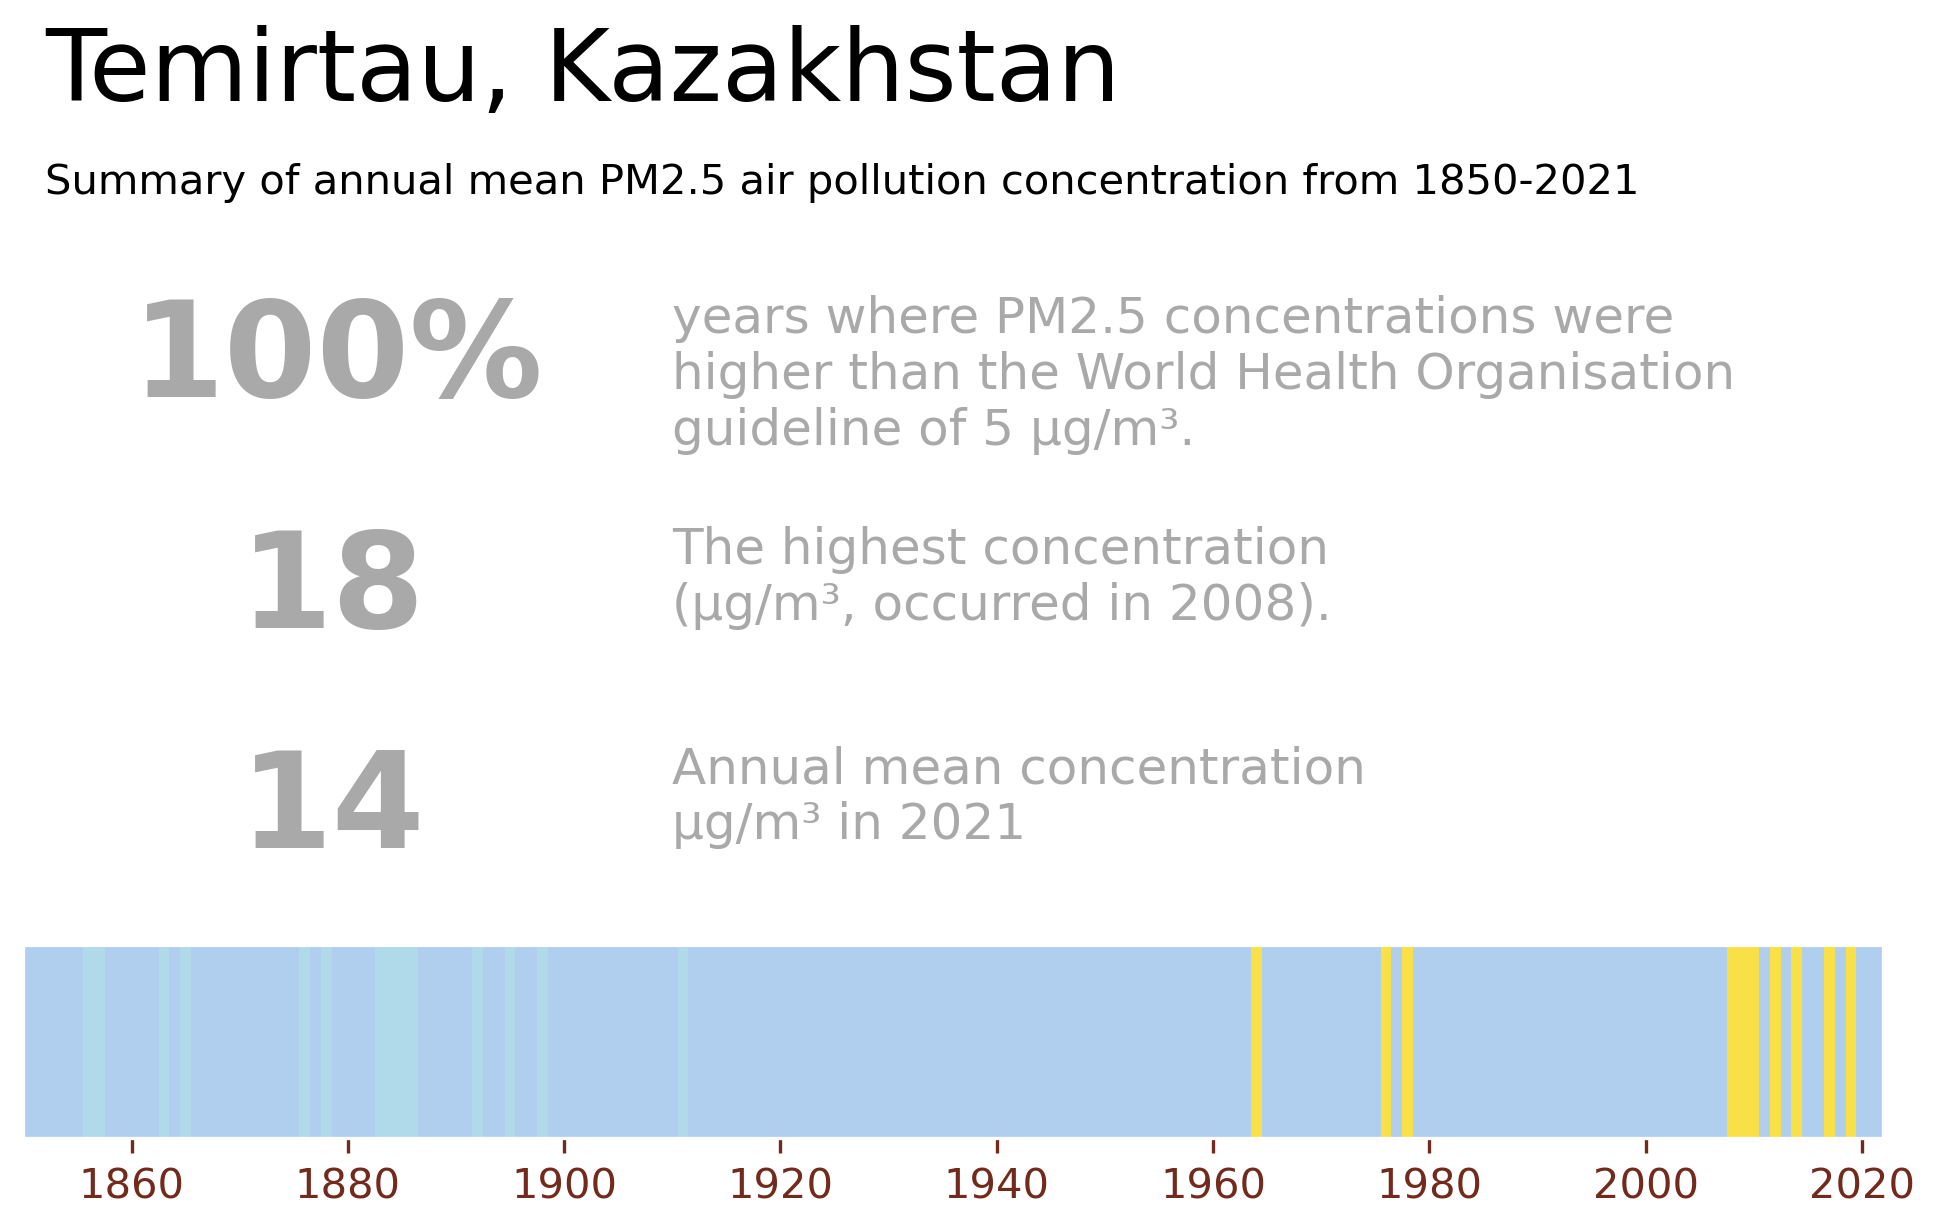 Temirtau, Kazakhstan
Summary of annual mean PM2.5 air pollution concentration from 1850-2021
100%
years where PM2.5 concentrations were
higher than the World Health Organisation
guideline of 5 µg/m³.
18
The highest concentration
(µg/m³, occurred in 2008).
14
Annual mean concentration
µg/m³ in 2021
1860 1880 1900 1920 1940 1960 1980 2000 2020